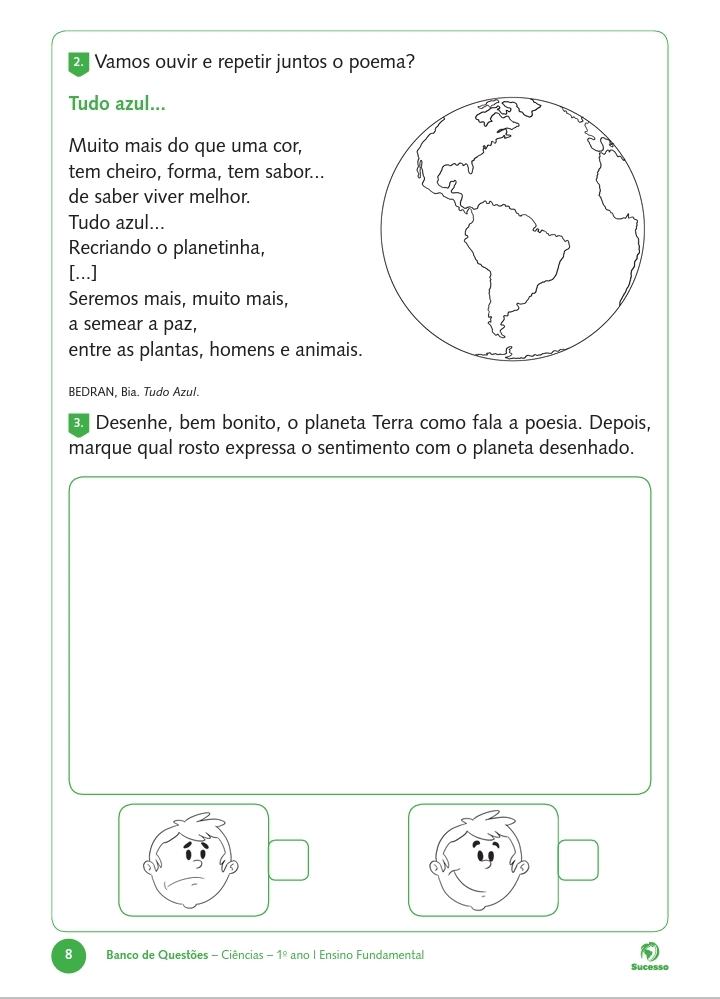 2. Vamos ouvir e repetir juntos o poema?
Tudo azul...
Muito mais do que uma cor,
tem cheiro, forma, tem sabor...
de saber viver melhor.
Tudo azul...
Recriando o planetinha,
[...]
Seremos mais, muito mais,
a semear a paz,
entre as plantas, homens e animais.
BEDRAN, Bia. Tudo Azul.
3. Desenhe, bem bonito, o planeta Terra como fala a poesia. Depois,
marque qual rosto expressa o sentimento com o planeta desenhado.
8 Banco de Questões – Ciências – 1º ano I Ensino Fundamental
Sucesso